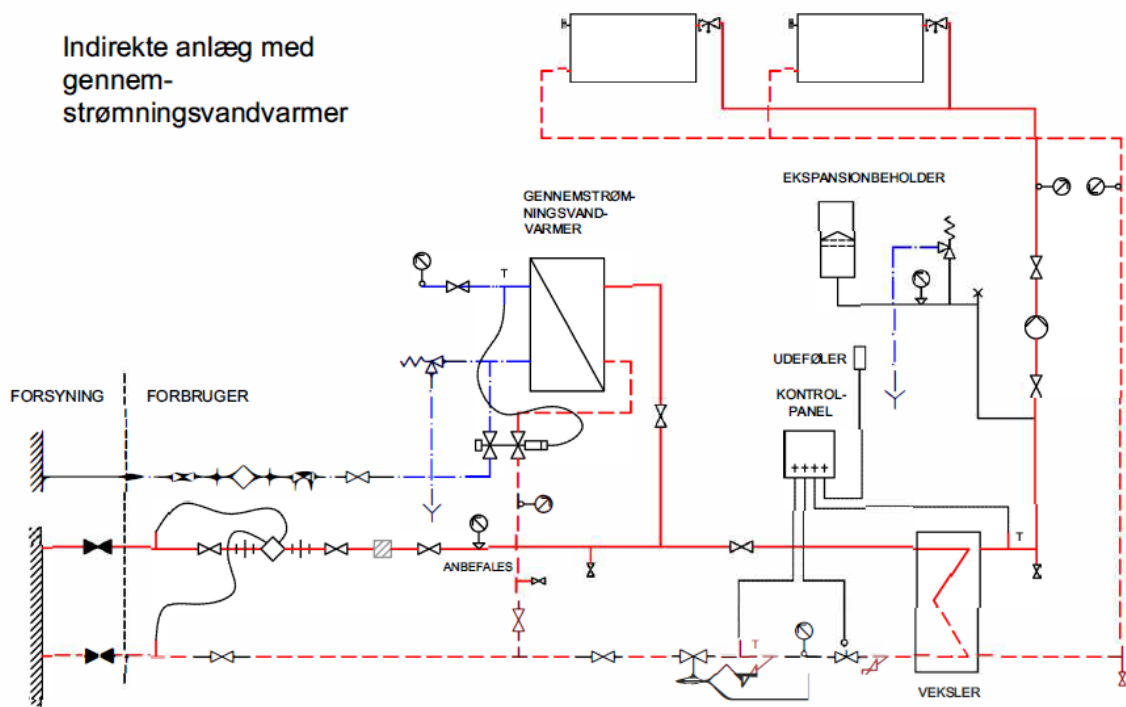 Indirekte anlæg med
gennem-
strømningsvandvarmer
EKSPANSIONBEHOLDER
GENNEMSTRØM-
NINGSVAND-
VARMER
T
UDEFØLER
KONTROL-
PANEL
FORSYNING
FORBRUGER
T
ANBEFALES
T
VEKSLER